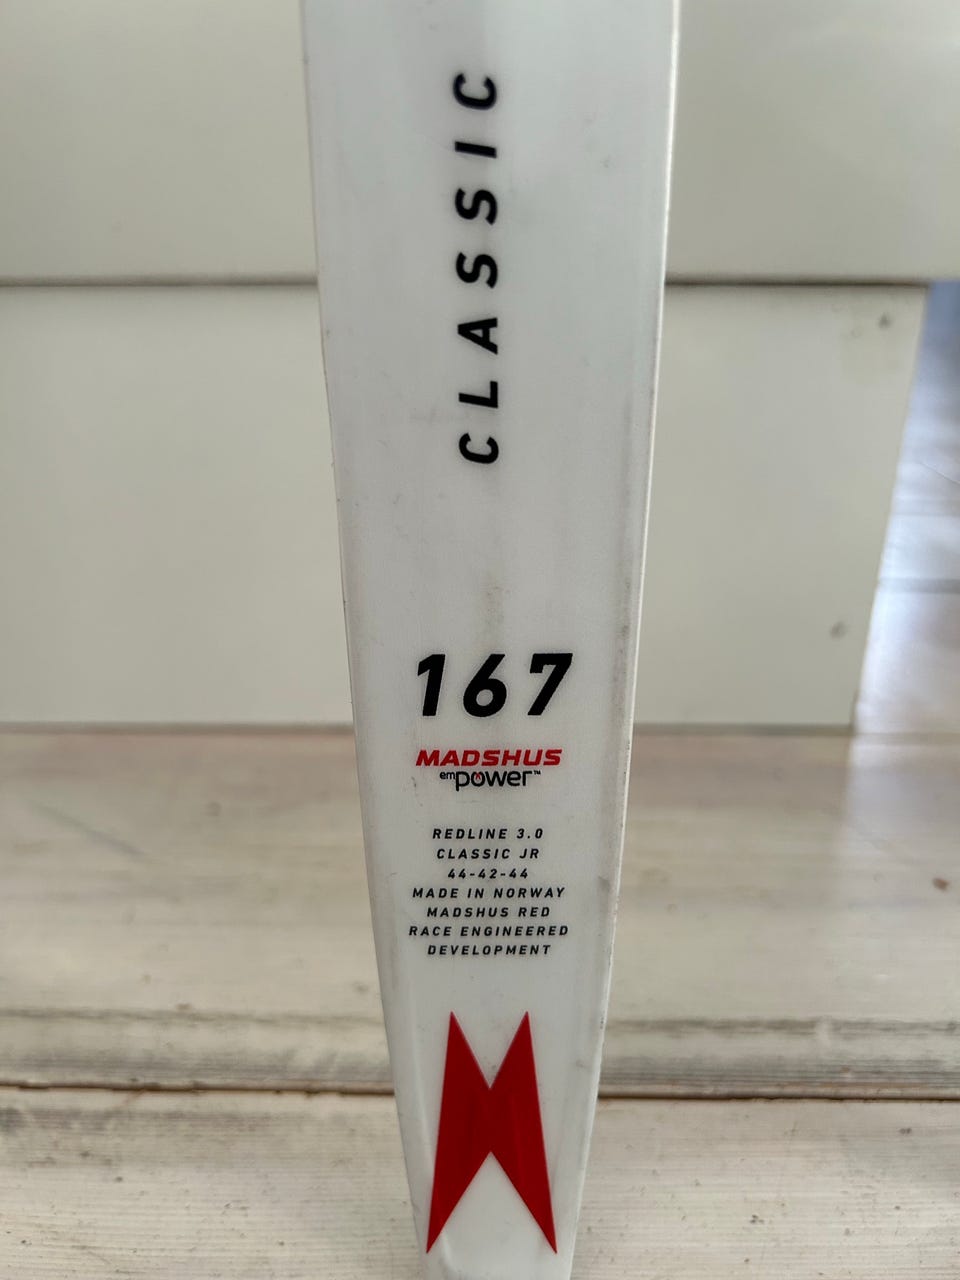 CLASSIC
167
MADSHUS
empower™
REDLINE 3.0
CLASSIC JR
44-42-44
MADE IN NORWAY
MADSHUS RED
RACE ENGINEERED
DEVELOPMENT